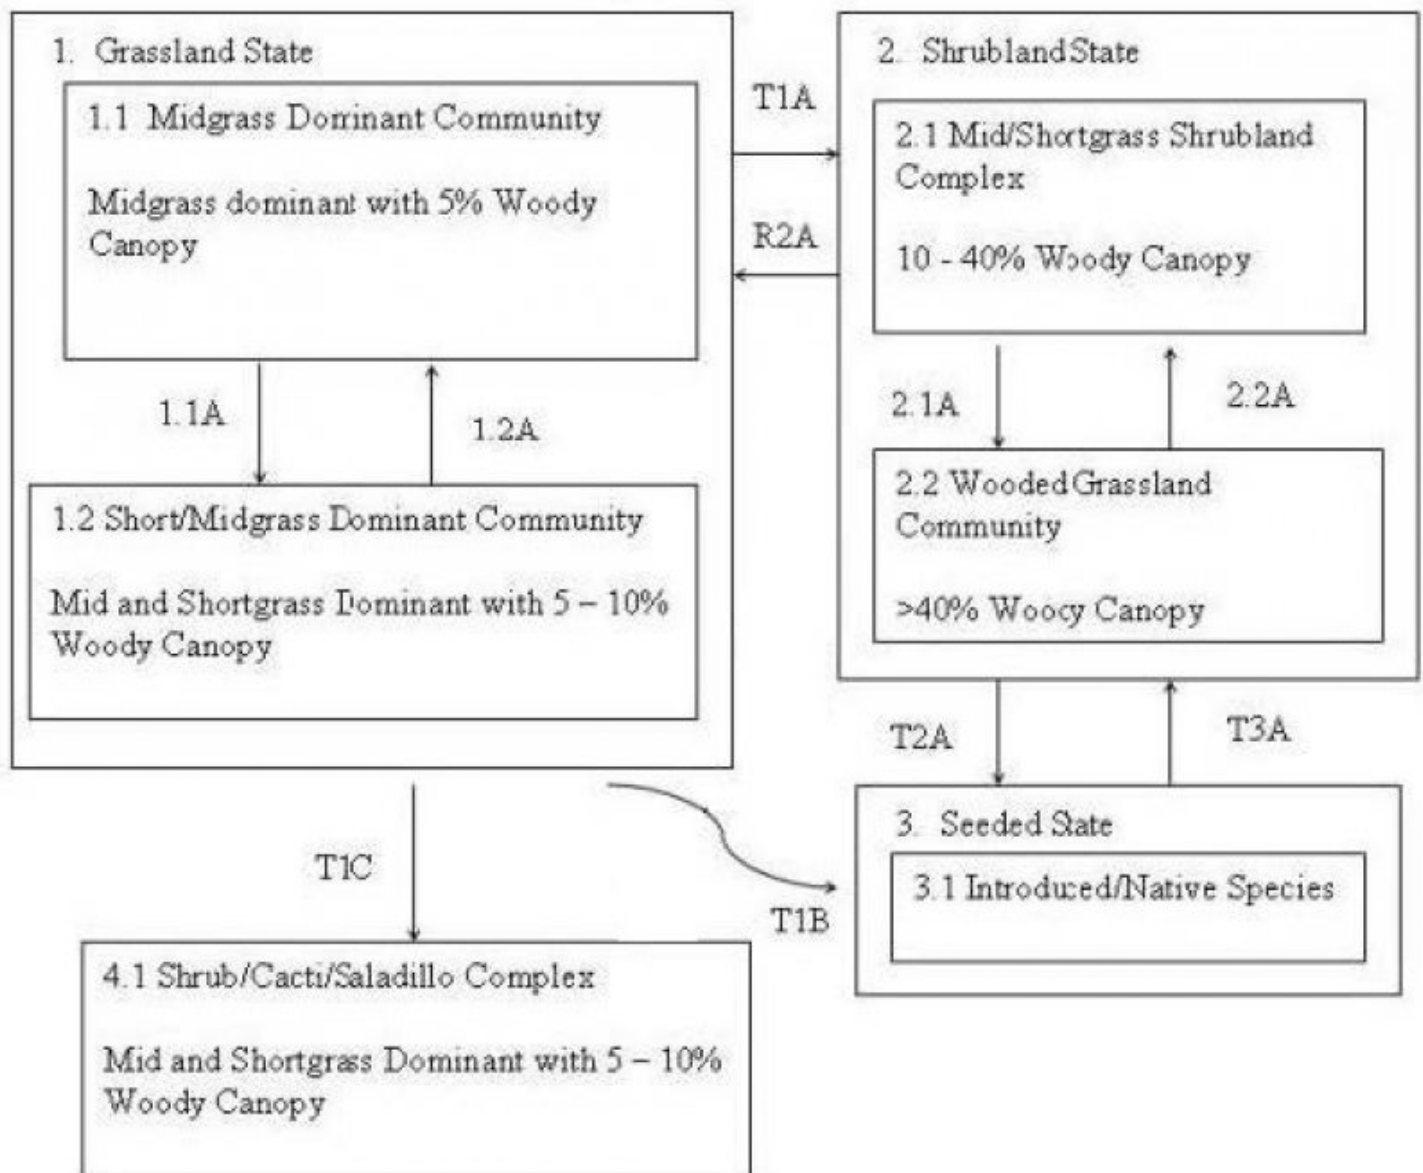 1. Grassland State
1.1 Midgrass Dominant Community
Midgrass dominant with 5% Woody
Canopy
1.1A
1.2A
1.2 Short/Midgrass Dominant Community
Mid and Shortgrass Dominant with 5 – 10%
Woody Canopy
T1A
R2A
2. Shrubland State
2.1 Mid/Shortgrass Shrubland
Complex
10 - 40% Woody Canopy
2.1A
2.2A
2.2 Wooded Grassland
Community
>40% Woody Canopy
T2A
T3A
3. Seeded State
3.1 Introduced/Native Species
T1C
T1B
4.1 Shrub/Cacti/Saladillo Complex
Mid and Shortgrass Dominant with 5 – 10%
Woody Canopy